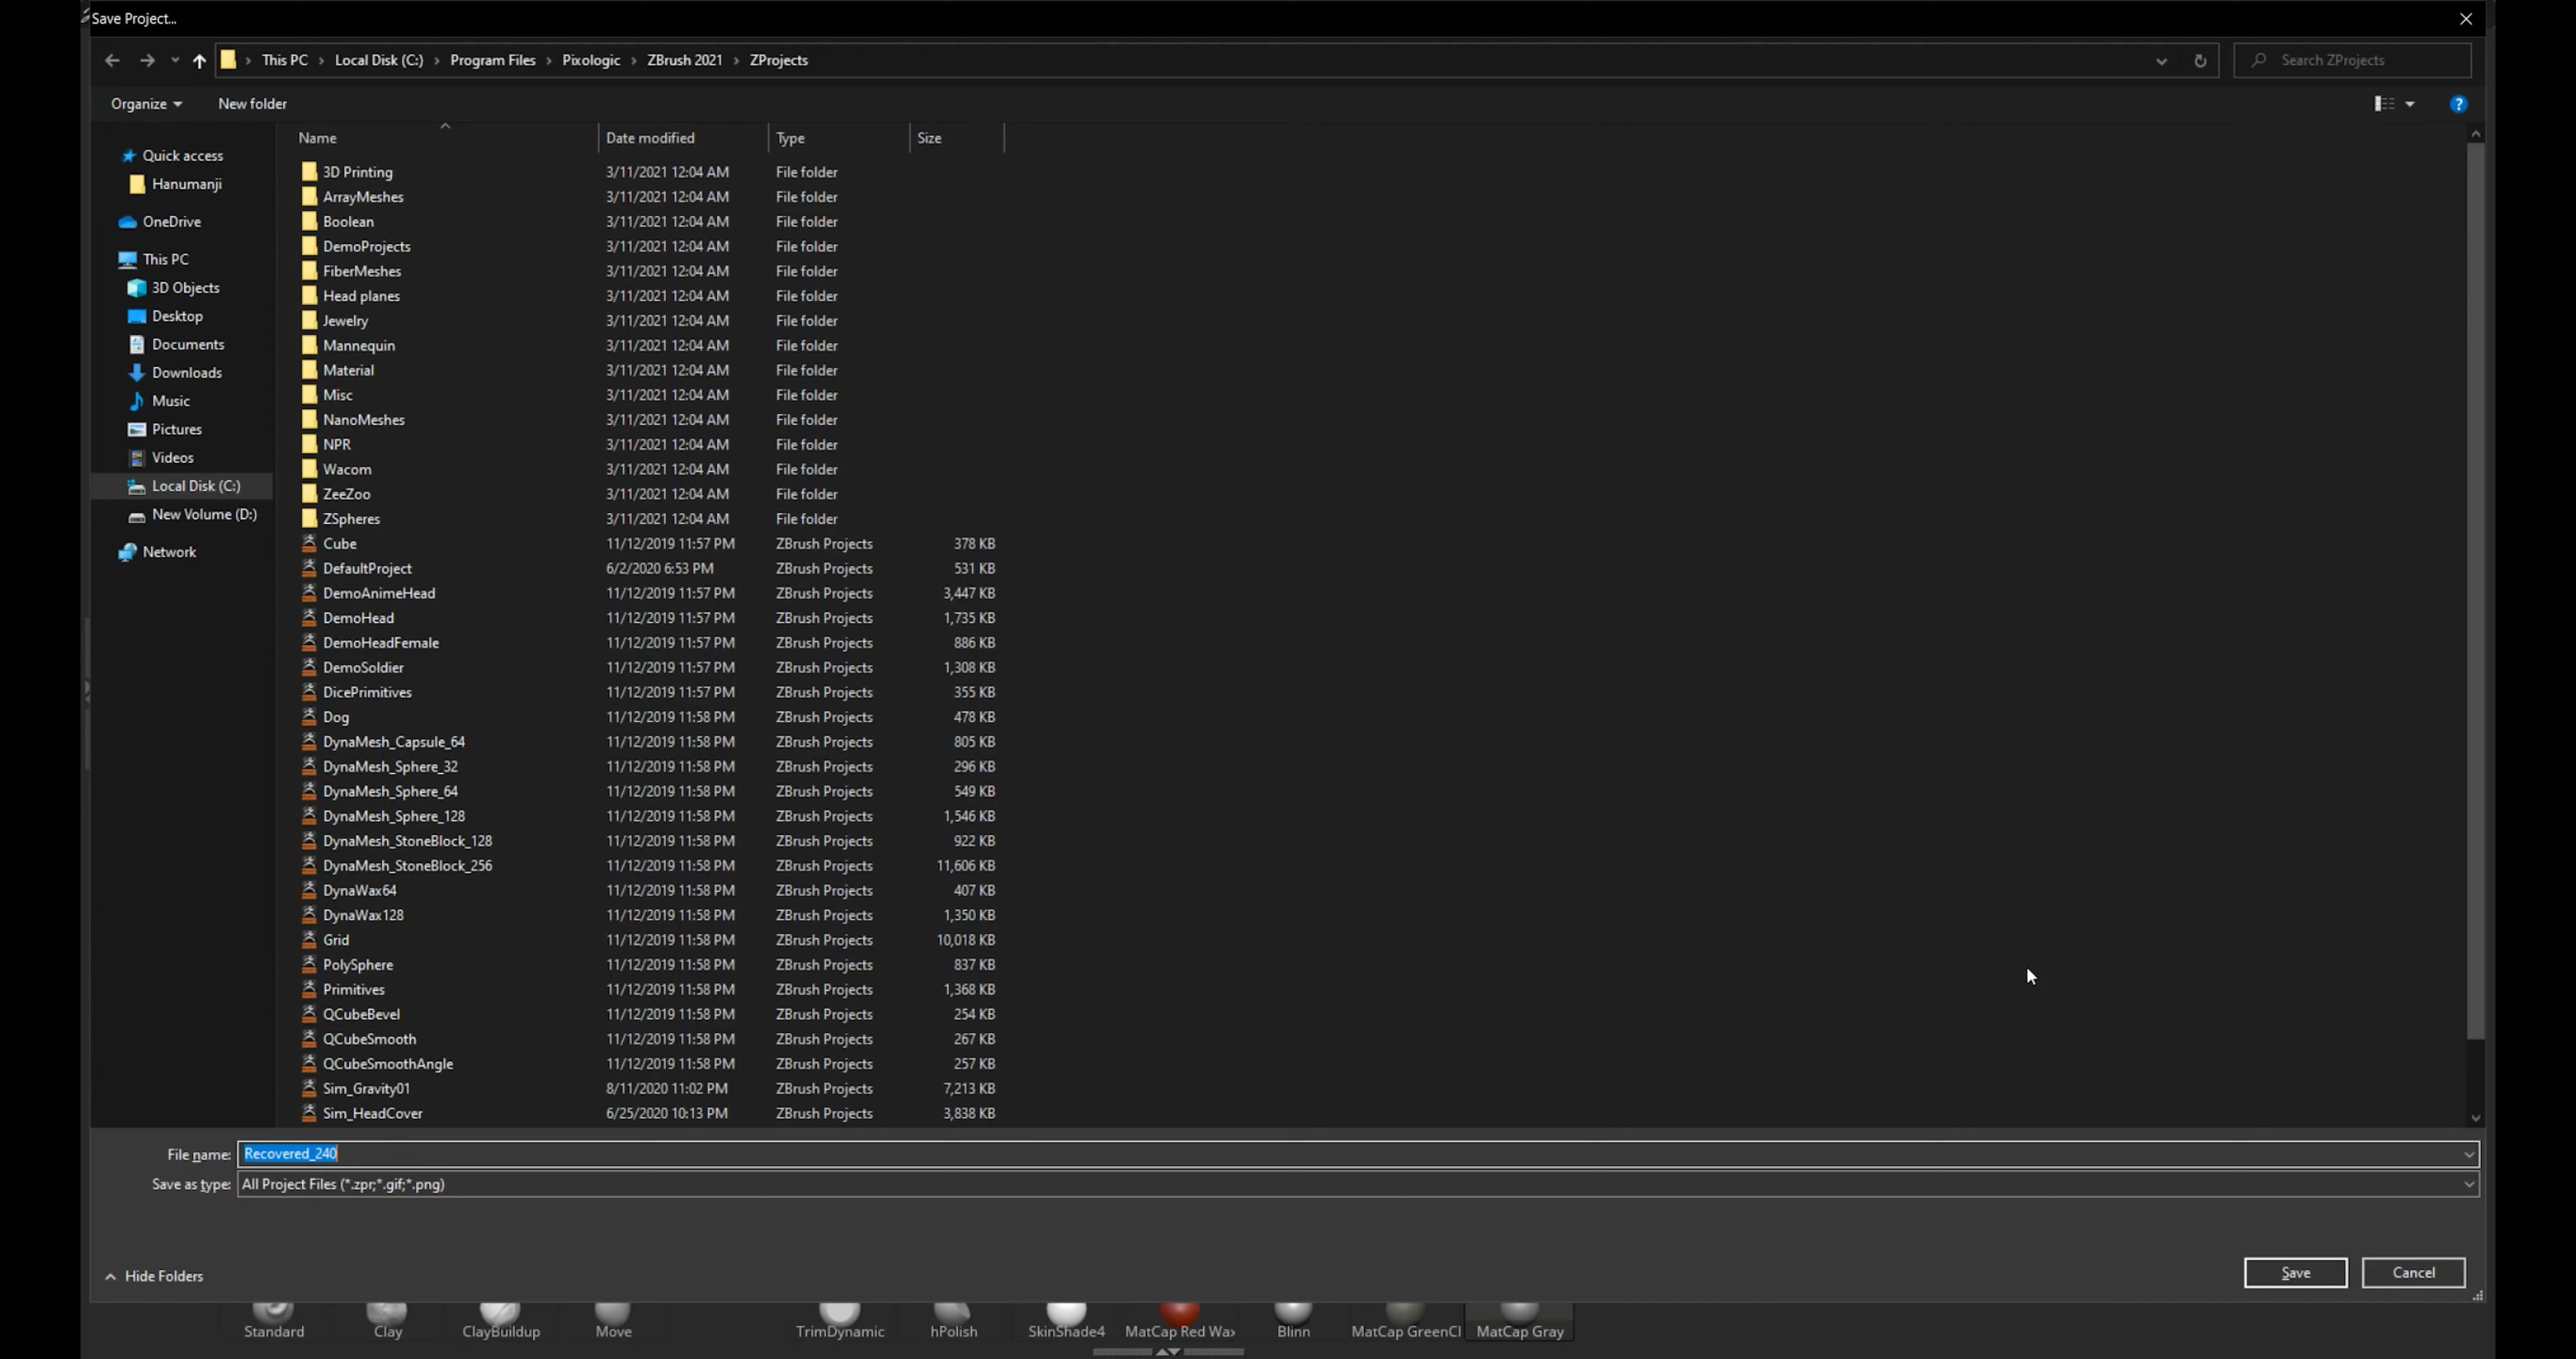 Save Project...
This PC › Local Disk (C:) › Program Files › Pixologic › ZBrush 2021 › ZProjects
Search ZProjects
Organize New folder
Name Date modified Type Size
Quick access
Hanumanji
OneDrive
This PC
3D Objects
Desktop
Documents
Downloads
Music
Pictures
Videos
Local Disk (C:)
New Volume (D:)
Network
3D Printing 3/11/2021 12:04 AM File folder
ArrayMeshes 3/11/2021 12:04 AM File folder
Boolean 3/11/2021 12:04 AM File folder
DemoProjects 3/11/2021 12:04 AM File folder
FiberMeshes 3/11/2021 12:04 AM File folder
Head planes 3/11/2021 12:04 AM File folder
Jewelry 3/11/2021 12:04 AM File folder
Mannequin 3/11/2021 12:04 AM File folder
Material 3/11/2021 12:04 AM File folder
Misc 3/11/2021 12:04 AM File folder
NanoMeshes 3/11/2021 12:04 AM File folder
NPR 3/11/2021 12:04 AM File folder
Wacom 3/11/2021 12:04 AM File folder
ZeeZoo 3/11/2021 12:04 AM File folder
ZSpheres 3/11/2021 12:04 AM File folder
Cube 11/12/2019 11:57 PM ZBrush Projects 378 KB
DefaultProject 6/2/2020 6:53 PM ZBrush Projects 531 KB
DemoAnimeHead 11/12/2019 11:57 PM ZBrush Projects 3,447 KB
DemoHead 11/12/2019 11:57 PM ZBrush Projects 1,735 KB
DemoHeadFemale 11/12/2019 11:57 PM ZBrush Projects 886 KB
DemoSoldier 11/12/2019 11:57 PM ZBrush Projects 1,308 KB
DicePrimitives 11/12/2019 11:57 PM ZBrush Projects 355 KB
Dog 11/12/2019 11:58 PM ZBrush Projects 478 KB
DynaMesh_Capsule_64 11/12/2019 11:58 PM ZBrush Projects 805 KB
DynaMesh_Sphere_32 11/12/2019 11:58 PM ZBrush Projects 296 KB
DynaMesh_Sphere_64 11/12/2019 11:58 PM ZBrush Projects 549 KB
DynaMesh_Sphere_128 11/12/2019 11:58 PM ZBrush Projects 1,546 KB
DynaMesh_StoneBlock_128 11/12/2019 11:58 PM ZBrush Projects 922 KB
DynaMesh_StoneBlock_256 11/12/2019 11:58 PM ZBrush Projects 11,606 KB
DynaWax64 11/12/2019 11:58 PM ZBrush Projects 407 KB
DynaWax128 11/12/2019 11:58 PM ZBrush Projects 1,350 KB
Grid 11/12/2019 11:58 PM ZBrush Projects 10,018 KB
PolySphere 11/12/2019 11:58 PM ZBrush Projects 837 KB
Primitives 11/12/2019 11:58 PM ZBrush Projects 1,368 KB
QCubeBevel 11/12/2019 11:58 PM ZBrush Projects 254 KB
QCubeSmooth 11/12/2019 11:58 PM ZBrush Projects 267 KB
QCubeSmoothAngle 11/12/2019 11:58 PM ZBrush Projects 257 KB
Sim_Gravity01 8/11/2020 11:02 PM ZBrush Projects 7,213 KB
Sim_HeadCover 6/25/2020 10:13 PM ZBrush Projects 3,838 KB
File name: Recovered_240
Save as type: All Project Files (*.zpr;*.gif;*.png)
Hide Folders
Save Cancel
Standard Clay ClayBuildup Move TrimDynamic hPolish SkinShade4 MatCap Red Wax Blinn MatCap GreenCl MatCap Gray